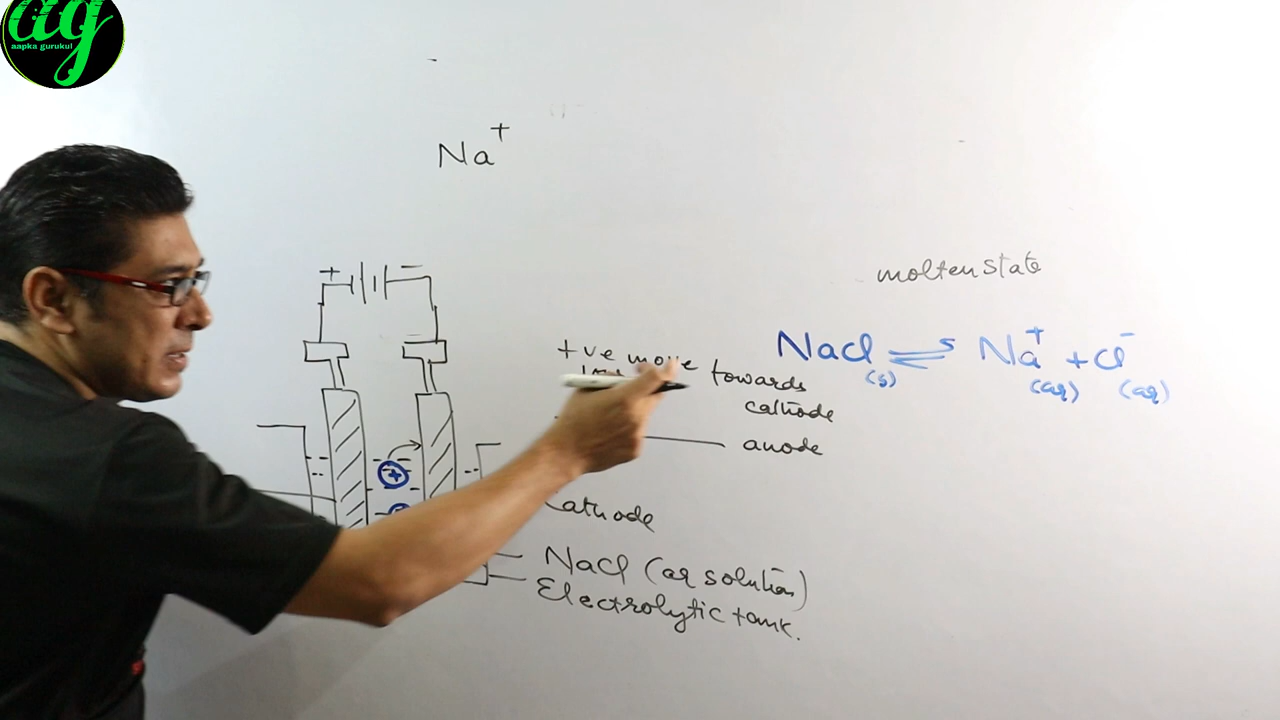 ag
aapka gurukul
Na+
+ −
molten state
+ve move towards
cathode
NaCl ⇌ Na+ + Cl−
(s) (aq) (aq)
anode
+
Cathode
NaCl (aq solution)
Electrolytic tank.